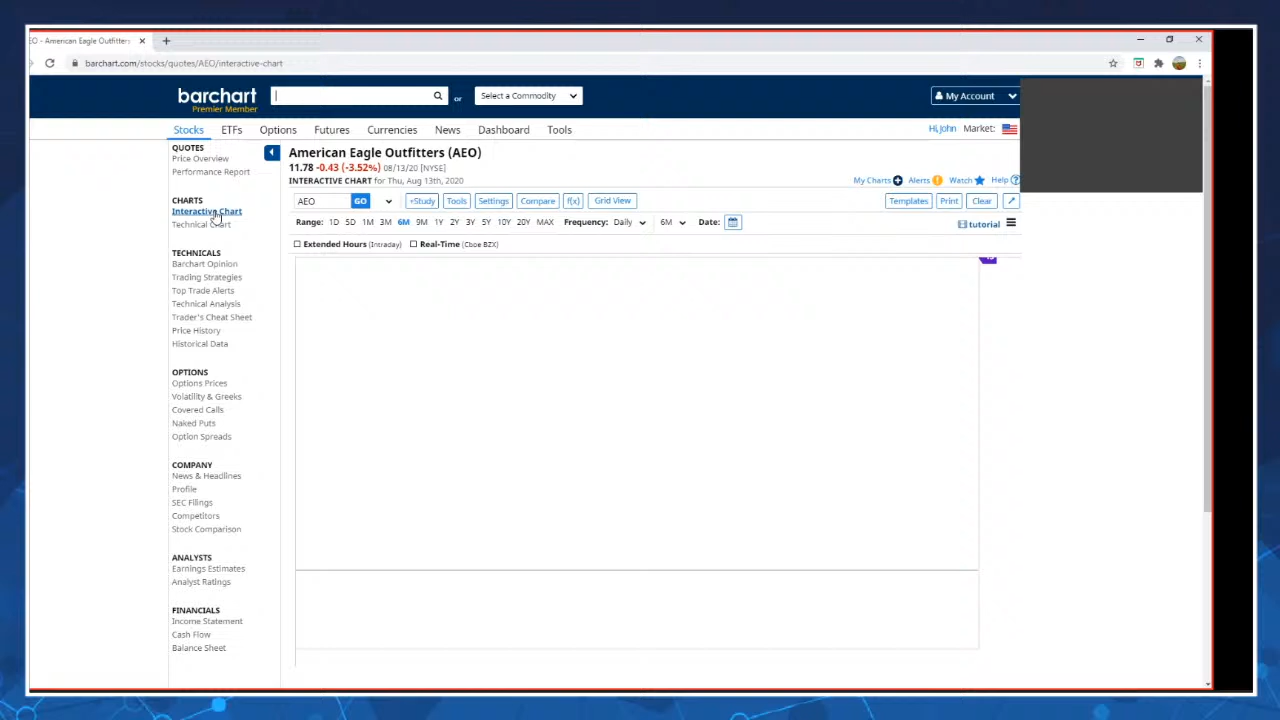 EO - American Eagle Outfitters
barchart.com/stocks/quotes/AEO/interactive-chart
barchart
Premier Member
or
Select a Commodity
My Account
Stocks ETFs Options Futures Currencies News Dashboard Tools
Hi, John Market:
QUOTES
Price Overview
Performance Report
CHARTS
Interactive Chart
Technical Chart
TECHNICALS
Barchart Opinion
Trading Strategies
Top Trade Alerts
Technical Analysis
Trader's Cheat Sheet
Price History
Historical Data
OPTIONS
Options Prices
Volatility & Greeks
Covered Calls
Naked Puts
Option Spreads
COMPANY
News & Headlines
Profile
SEC Filings
Competitors
Stock Comparison
ANALYSTS
Earnings Estimates
Analyst Ratings
FINANCIALS
Income Statement
Cash Flow
Balance Sheet
American Eagle Outfitters (AEO)
11.78 -0.43 (-3.52%) 08/13/20 [NYSE]
INTERACTIVE CHART for Thu, Aug 13th, 2020
My Charts Alerts Watch Help
AEO GO +Study Tools Settings Compare f(x) Grid View Templates Print Clear
Range: 1D 5D 1M 3M 6M 9M 1Y 2Y 3Y 5Y 10Y 20Y MAX Frequency: Daily 6M Date:
tutorial
Extended Hours (Intraday) Real-Time (Cboe BZX)